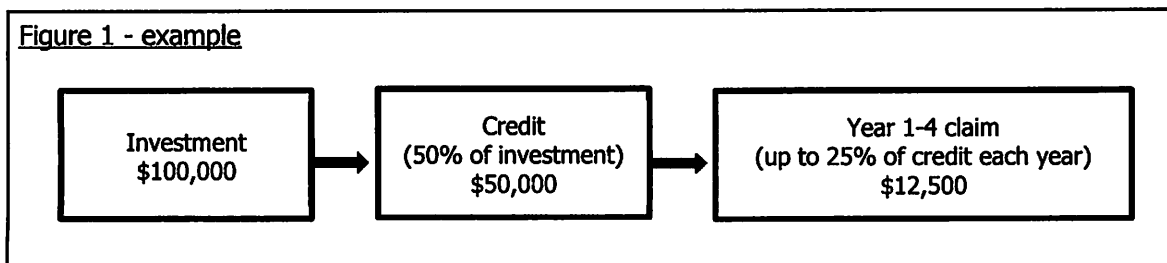 Figure 1 - example
Investment
$100,000
Credit
(50% of investment)
$50,000
Year 1-4 claim
(up to 25% of credit each year)
$12,500